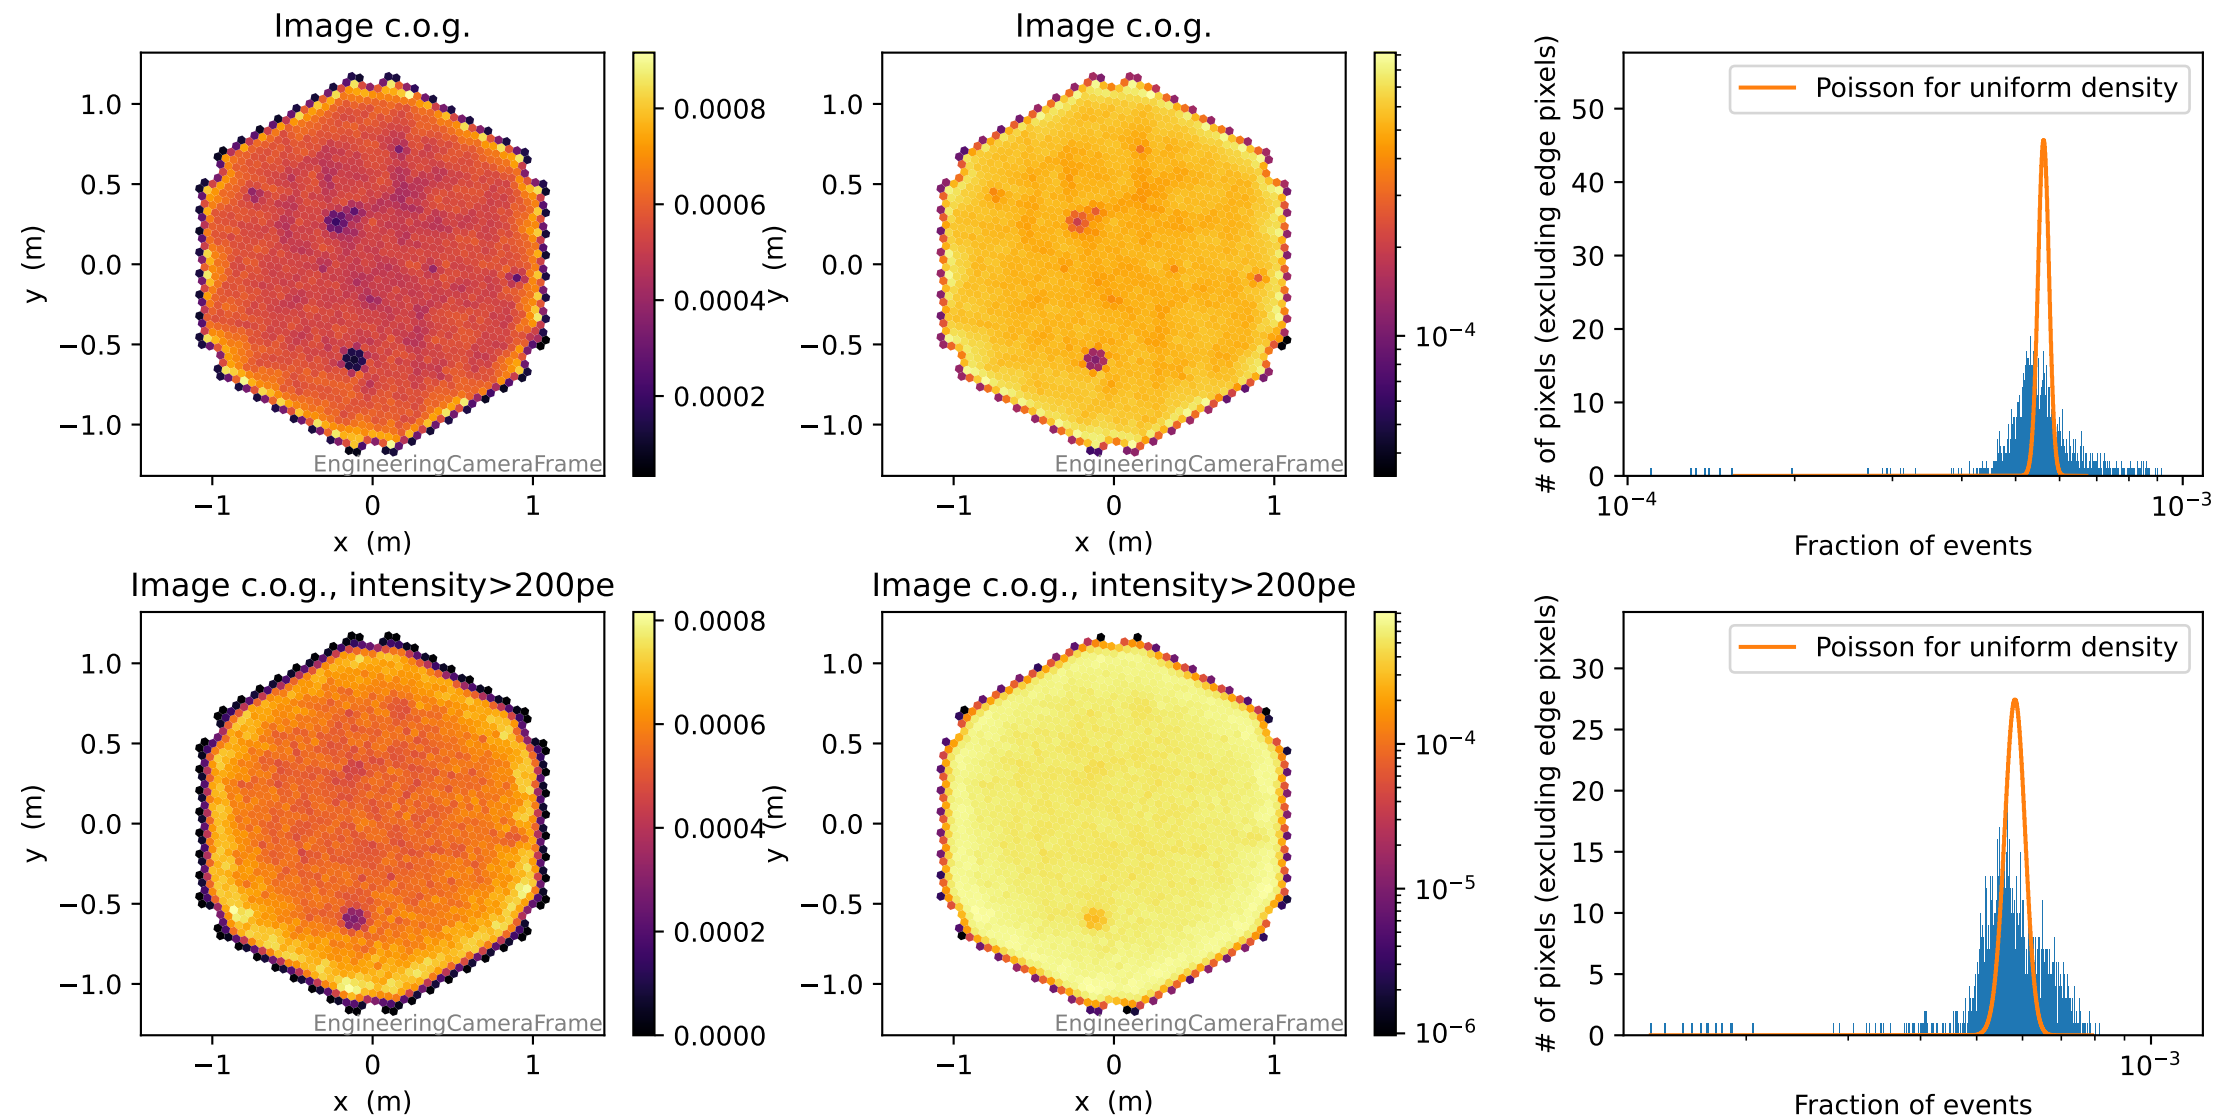 Image c.o.g.
1.0
0.5
0.0
−0.5
−1.0
y (m)
−1
0
1
x (m)
EngineeringCameraFrame
0.0008
0.0006
0.0004
0.0002
Image c.o.g.
1.0
0.5
0.0
−0.5
−1.0
y (m)
−1
0
1
x (m)
EngineeringCameraFrame
10⁻⁴
Poisson for uniform density
50
40
30
20
10
0
# of pixels (excluding edge pixels)
10⁻⁴
10⁻³
Fraction of events
Image c.o.g., intensity>200pe
1.0
0.5
0.0
−0.5
−1.0
y (m)
−1
0
1
x (m)
EngineeringCameraFrame
0.0008
0.0006
0.0004
0.0002
0.0000
Image c.o.g., intensity>200pe
1.0
0.5
0.0
−0.5
−1.0
y (m)
−1
0
1
x (m)
EngineeringCameraFrame
10⁻⁴
10⁻⁵
10⁻⁶
Poisson for uniform density
30
25
20
15
10
5
0
# of pixels (excluding edge pixels)
10⁻³
Fraction of events